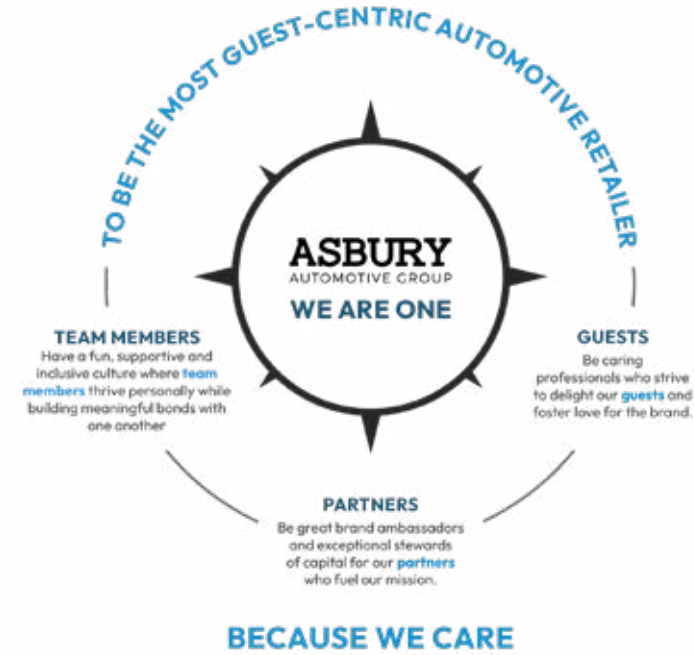 TO BE THE MOST GUEST-CENTRIC AUTOMOTIVE RETAILER
ASBURY
AUTOMOTIVE GROUP
WE ARE ONE
TEAM MEMBERS
Have a fun, supportive and
inclusive culture where team
members thrive personally while
building meaningful bonds with
one another
GUESTS
Be caring
professionals who strive
to delight our guests and
foster love for the brand.
PARTNERS
Be great brand ambassadors
and exceptional stewards
of capital for our partners
who fuel our mission.
BECAUSE WE CARE